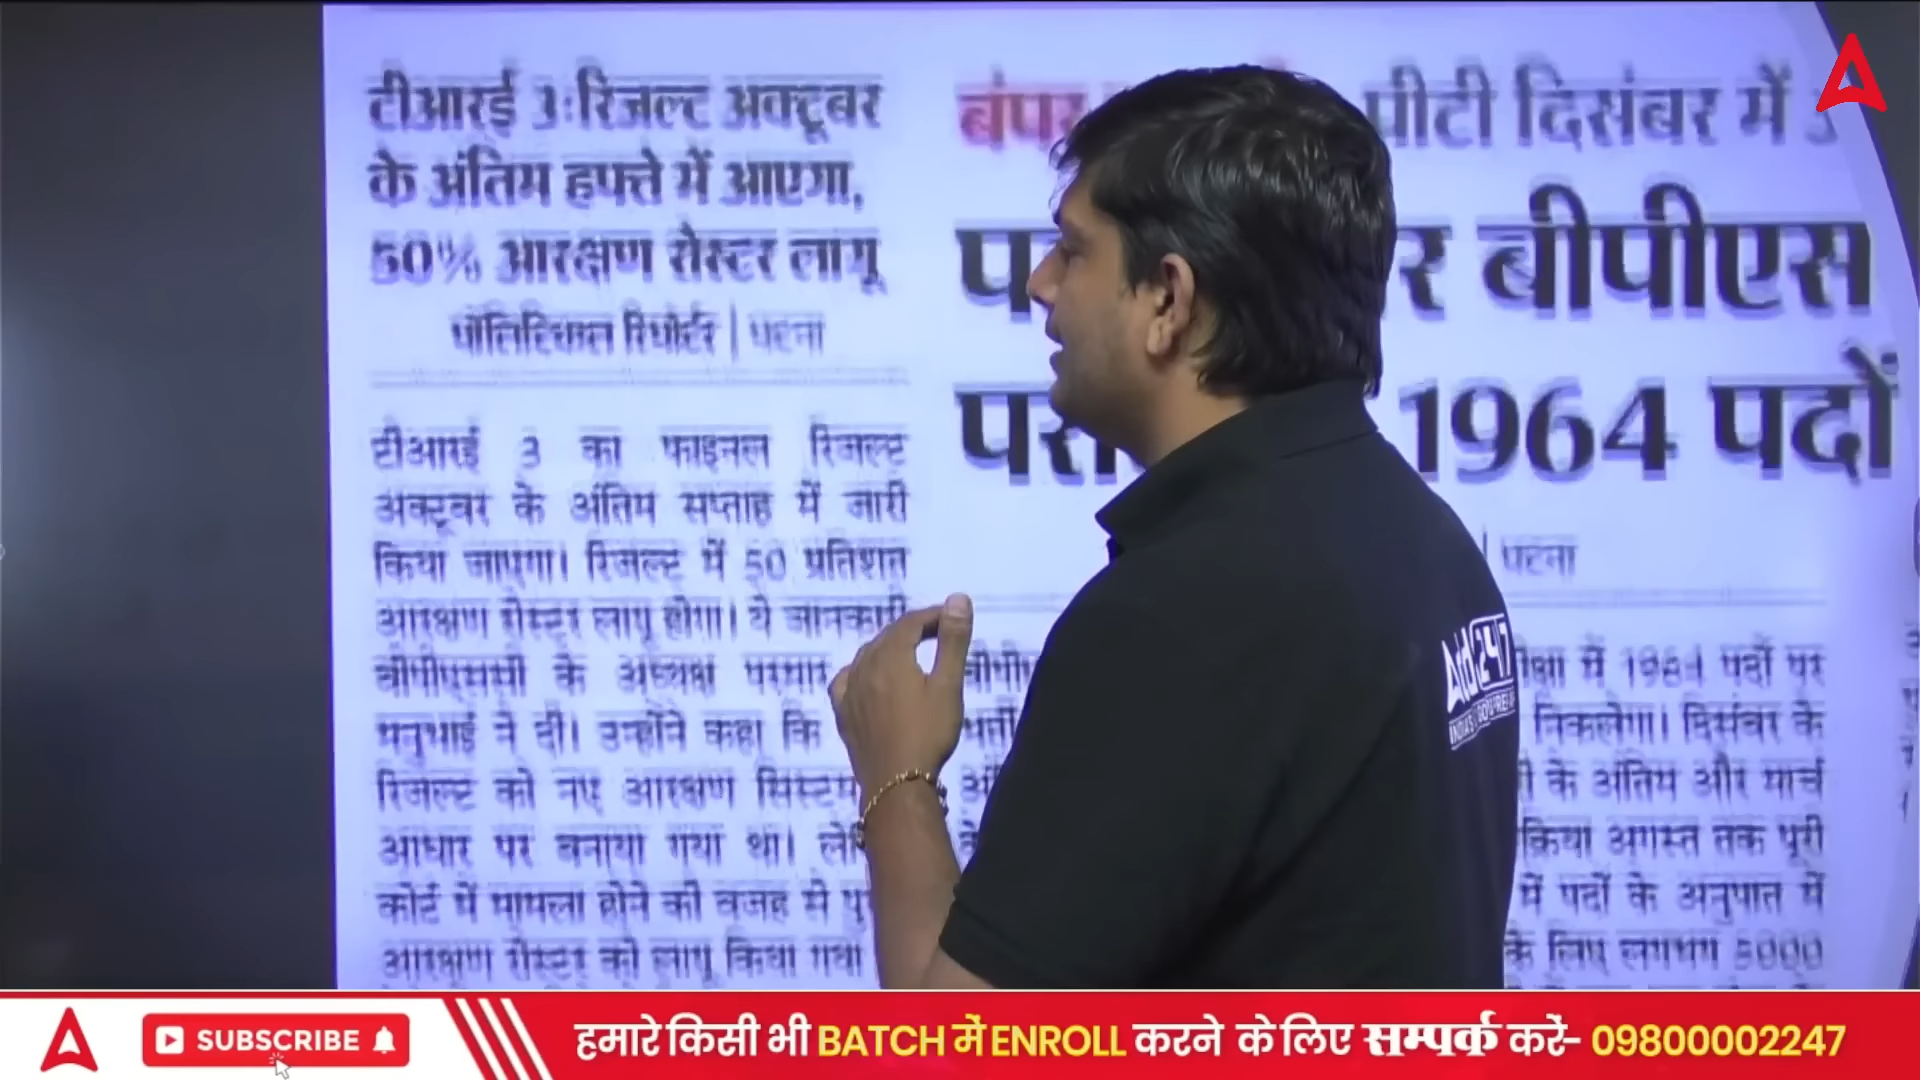 टीआरई 3:रिजल्ट अक्टूबर
के अंतिम हफ्ते में आएगा,
50% आरक्षण रोस्टर लागू
पॉलिटिकल रिपोर्टर | पटना
टीआरई 3 का फाइनल रिजल्ट
अक्टूबर के अंतिम सप्ताह में जारी
किया जाएगा। रिजल्ट में 50 प्रतिशत
आरक्षण रोस्टर लागू होगा। ये जानकारी
बीपीएससी के अध्यक्ष परमार
मनुभाई ने दी। उन्होंने कहा कि
रिजल्ट को नए आरक्षण सिस्टम
आधार पर बनाया गया था।
कोर्ट में मामला होने की वजह से
आरक्षण रोस्टर को लागू किया गया
बंपर
पीटी दिसंबर में
बीपीएस
1964 पदों
पटना
में 1964 पदों पर
निकलेगा। दिसंबर के
के अंतिम और मार्च
अगस्त तक पूरी
में पदों के अनुपात में
के लिए लगभग 5000
Add 247
SUBSCRIBE
हमारे किसी भी BATCH में ENROLL करने के लिए सम्पर्क करें- 09800002247